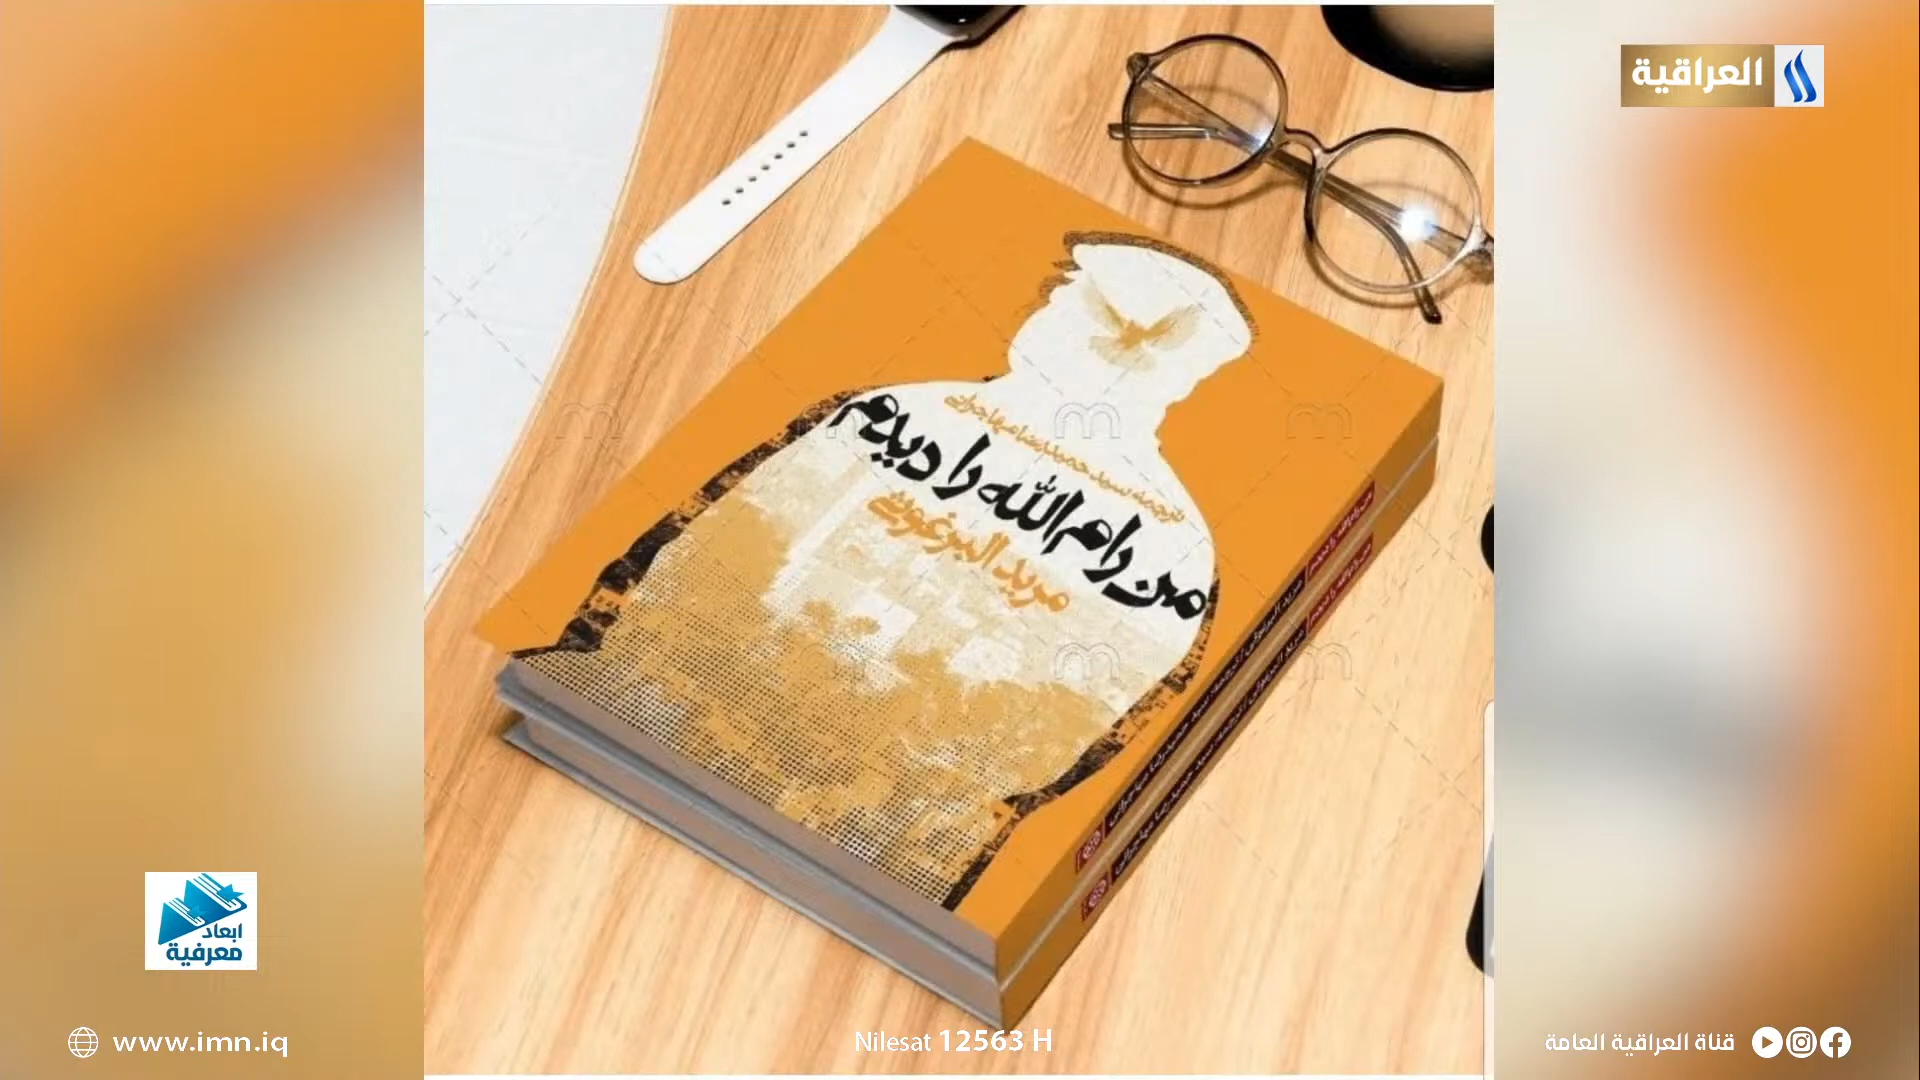 العراقية
ترجمه سید حمیدرضا مهاجرانی
من رام الله را دیدم
مرید البرغوثی
ابعاد
معرفية
www.imn.iq
Nilesat 12563 H
قناة العراقية العامة